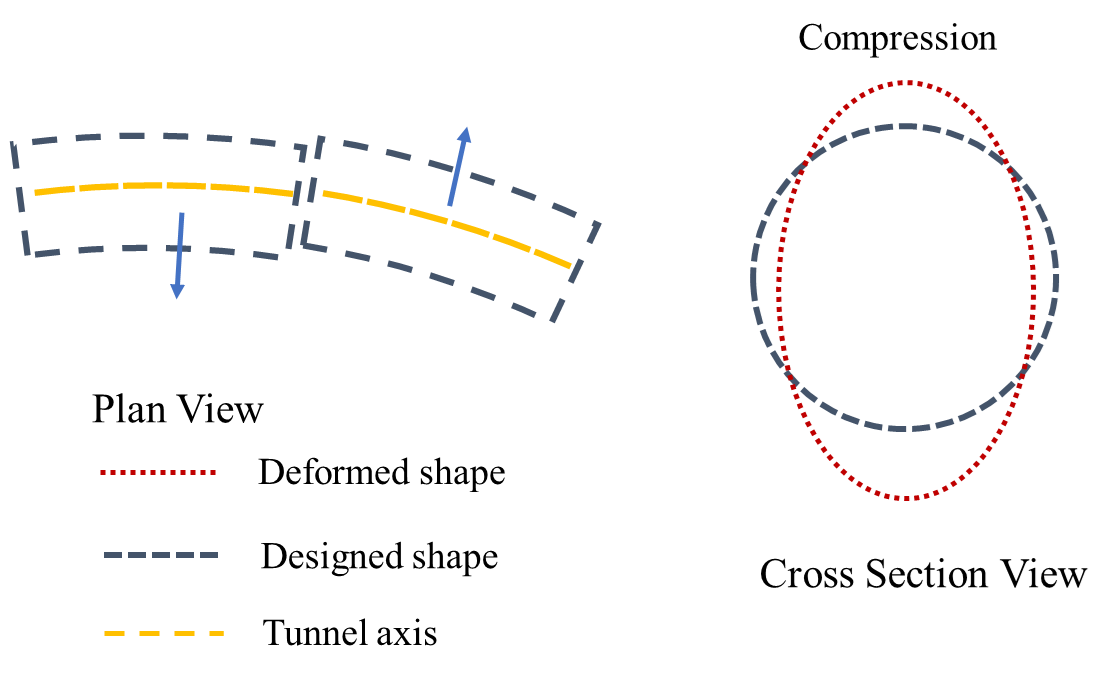 Compression
Plan View
Deformed shape
Designed shape
Tunnel axis
Cross Section View